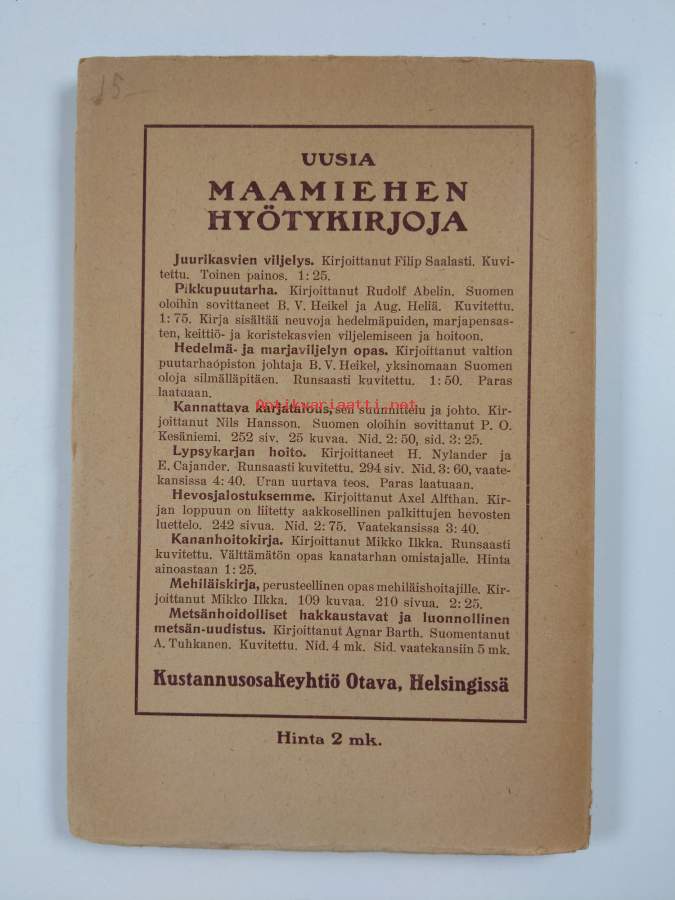 15–
UUSIA
MAAMIEHEN
HYÖTYKIRJOJA
Juurikasvien viljelys. Kirjoittanut Filip Saalasti. Kuvi-
tettu. Toinen painos. 1: 25.
Pikkupuutarha. Kirjoittanut Rudolf Abelin. Suomen
oloihin sovittaneet B. V. Heikel ja Aug. Heliä. Kuvitettu.
1: 75. Kirja sisältää neuvoja hedelmäpuiden, marjapensas-
ten, keittiö- ja koristekasvien viljelemiseen ja hoitoon.
Hedelmä- ja marjaviljelyn opas. Kirjoittanut valtion
puutarhaopiston johtaja B. V. Heikel, yksinomaan Suomen
oloja silmälläpitäen. Runsaasti kuvitettu. 1: 50. Paras
laatuaan.
Antikvariaatti.net
Kannattava karjatalous, sen suunnittelu ja johto. Kir-
joittanut Nils Hansson. Suomen oloihin sovittanut P. O.
Kesäniemi. 252 siv. 25 kuvaa. Nid. 2: 50, sid. 3: 25.
Lypsykarjan hoito. Kirjoittaneet H. Nylander ja
E. Cajander. Runsaasti kuvitettu. 294 siv. Nid. 3: 60, vaate-
kansissa 4: 40. Uran uurtava teos. Paras laatuaan.
Hevosjalostuksemme. Kirjoittanut Axel Alfthan. Kir-
jan loppuun on liitetty aakkosellinen palkittujen hevosten
luettelo. 242 sivua. Nid. 2: 75. Vaatekansissa 3: 40.
Kananhoitokirja. Kirjoittanut Mikko Ilkka. Runsaasti
kuvitettu. Välttämätön opas kanatarhan omistajalle. Hinta
ainoastaan 1: 25.
Mehiläiskirja, perusteellinen opas mehiläishoitajille. Kir-
joittanut Mikko Ilkka. 109 kuvaa. 210 sivua. 2: 25.
Metsänhoidolliset hakkaustavat ja luonnollinen
metsän-uudistus. Kirjoittanut Agnar Barth. Suomentanut
A. Tuhkanen. Kuvitettu. Nid. 4 mk. Sid. vaatekansiin 5 mk.
Kustannusosakeyhtiö Otava, Helsingissä
Hinta 2 mk.